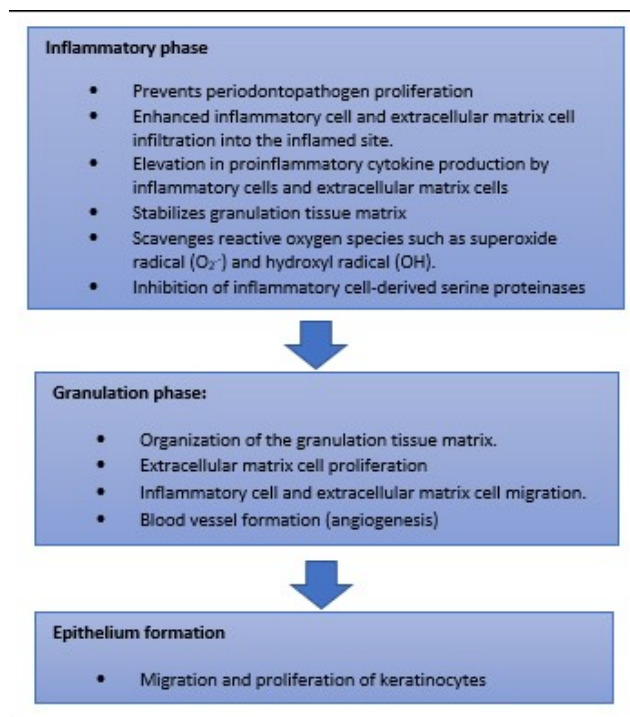 Inflammatory phase
• Prevents periodontopathogen proliferation
• Enhanced inflammatory cell and extracellular matrix cell
infiltration into the inflamed site.
• Elevation in proinflammatory cytokine production by
inflammatory cells and extracellular matrix cells
• Stabilizes granulation tissue matrix
• Scavenges reactive oxygen species such as superoxide
radical (O₂⁻) and hydroxyl radical (OH).
• Inhibition of inflammatory cell-derived serine proteinases
Granulation phase:
• Organization of the granulation tissue matrix.
• Extracellular matrix cell proliferation
• Inflammatory cell and extracellular matrix cell migration.
• Blood vessel formation (angiogenesis)
Epithelium formation
• Migration and proliferation of keratinocytes